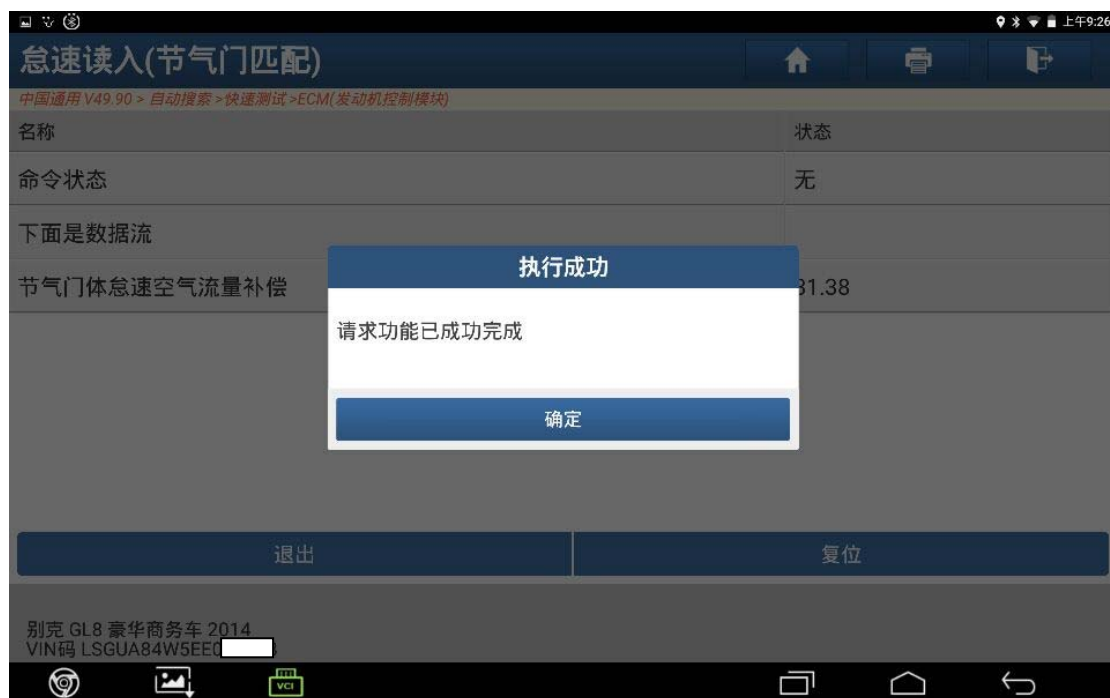 上午9:26
怠速读入(节气门匹配)
中国通用 V49.90 > 自动搜索 >快速测试 >ECM(发动机控制模块)
名称 状态
命令状态 无
下面是数据流
节气门体怠速空气流量补偿 31.38
执行成功
请求功能已成功完成
确定
退出 复位
别克 GL8 豪华商务车 2014
VIN码 LSGUA84W5EE0
VCI